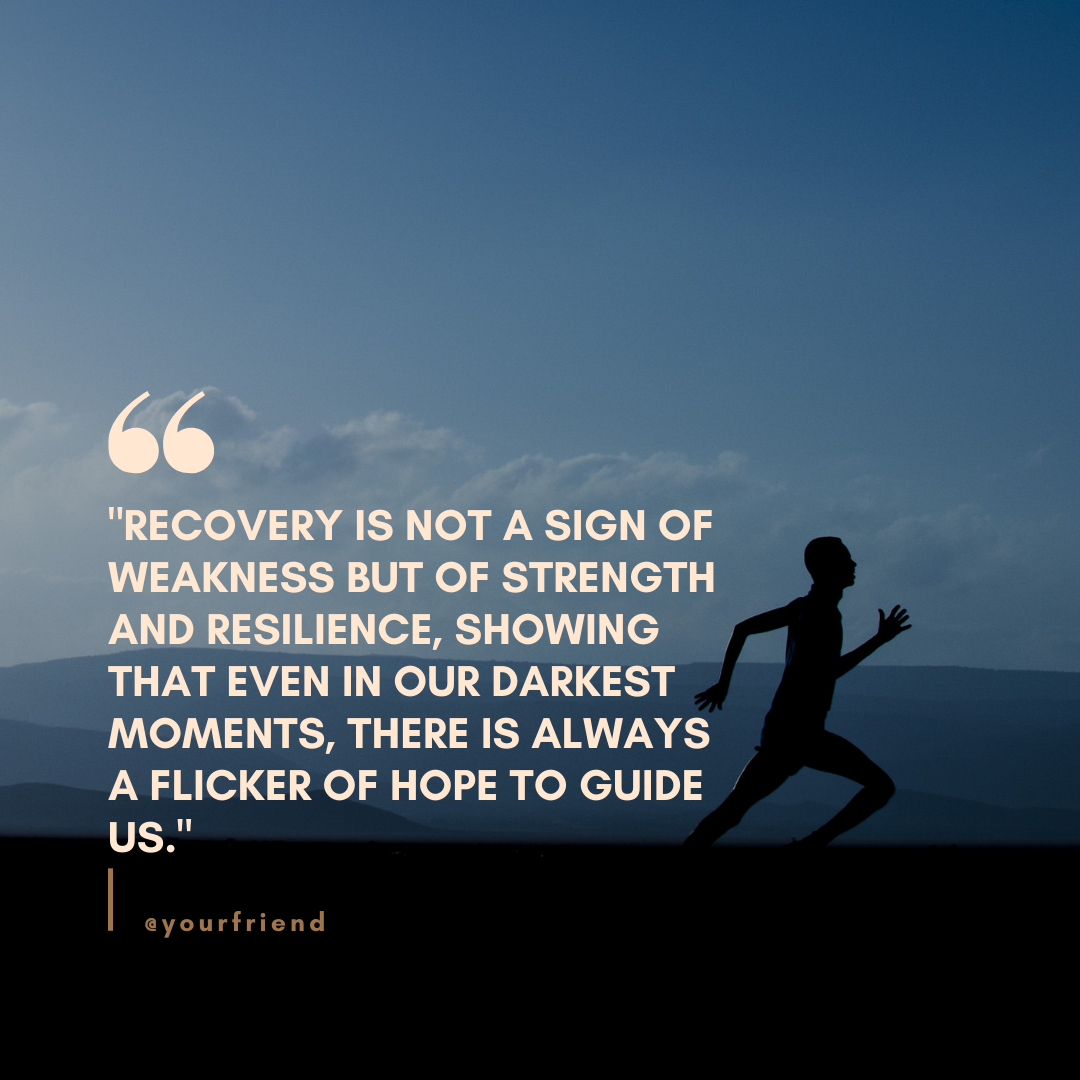 "RECOVERY IS NOT A SIGN OF
WEAKNESS BUT OF STRENGTH
AND RESILIENCE, SHOWING
THAT EVEN IN OUR DARKEST
MOMENTS, THERE IS ALWAYS
A FLICKER OF HOPE TO GUIDE
US."
@yourfriend